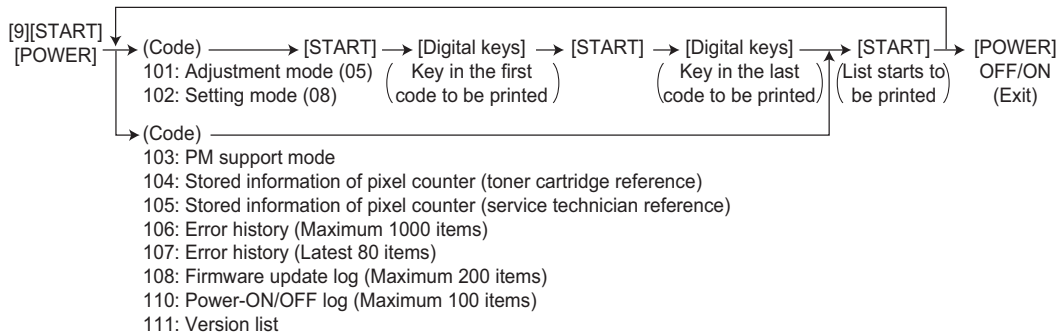 [9][START]
[POWER]
(Code)
101: Adjustment mode (05)
102: Setting mode (08)
[START]
[Digital keys]
(Key in the first
code to be printed)
[START]
[Digital keys]
(Key in the last
code to be printed)
[START]
(List starts to
be printed)
[POWER]
OFF/ON
(Exit)
(Code)
103: PM support mode
104: Stored information of pixel counter (toner cartridge reference)
105: Stored information of pixel counter (service technician reference)
106: Error history (Maximum 1000 items)
107: Error history (Latest 80 items)
108: Firmware update log (Maximum 200 items)
110: Power-ON/OFF log (Maximum 100 items)
111: Version list